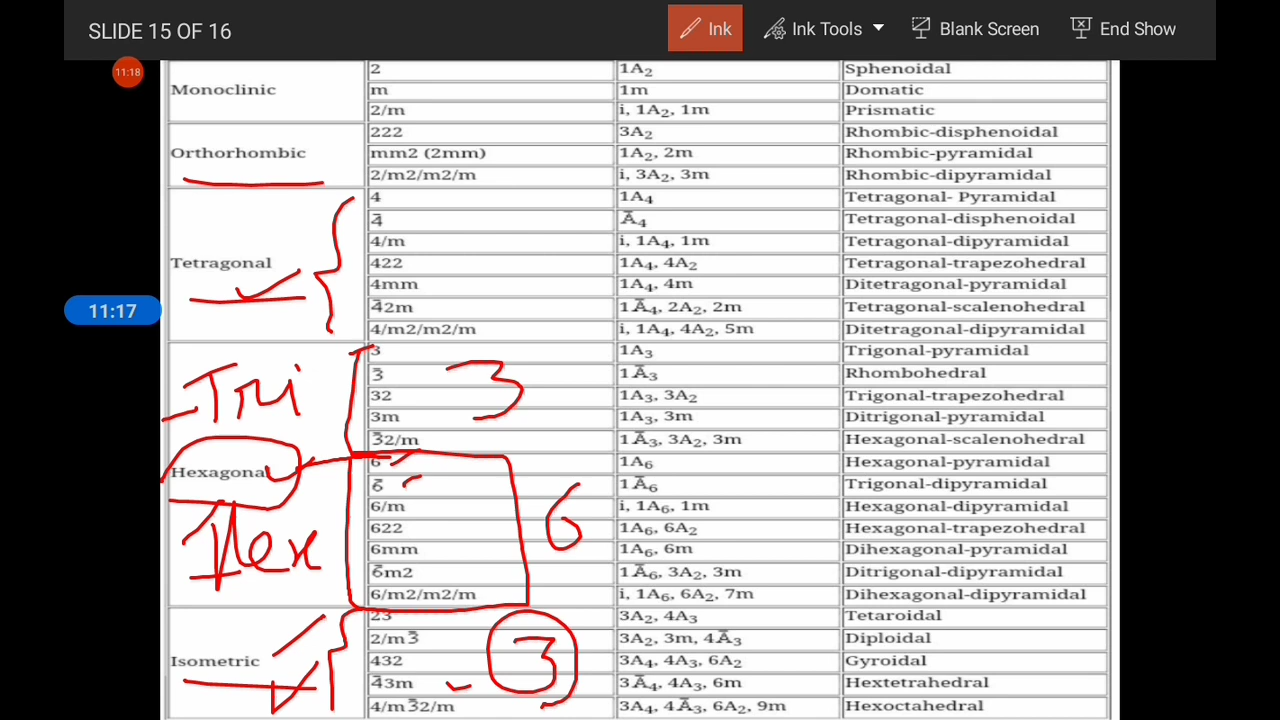 SLIDE 15 OF 16 Ink Ink Tools Blank Screen End Show
11:18
11:17
Monoclinic
2 1A₂ Sphenoidal
m 1m Domatic
2/m i, 1A₂, 1m Prismatic
Orthorhombic
222 3A₂ Rhombic-disphenoidal
mm2 (2mm) 1A₂, 2m Rhombic-pyramidal
2/m2/m2/m i, 3A₂, 3m Rhombic-dipyramidal
Tetragonal
4 1A₄ Tetragonal- Pyramidal
4̄ Ā₄ Tetragonal-disphenoidal
4/m i, 1A₄, 1m Tetragonal-dipyramidal
422 1A₄, 4A₂ Tetragonal-trapezohedral
4mm 1A₄, 4m Ditetragonal-pyramidal
4̄2m 1Ā₄, 2A₂, 2m Tetragonal-scalenohedral
4/m2/m2/m i, 1A₄, 4A₂, 5m Ditetragonal-dipyramidal
Tri
3
Hexagonal
Hex
6
3 1A₃ Trigonal-pyramidal
3̄ 1Ā₃ Rhombohedral
32 1A₃, 3A₂ Trigonal-trapezohedral
3m 1A₃, 3m Ditrigonal-pyramidal
3̄2/m 1Ā₃, 3A₂, 3m Hexagonal-scalenohedral
6 1A₆ Hexagonal-pyramidal
6̄ 1Ā₆ Trigonal-dipyramidal
6/m i, 1A₆, 1m Hexagonal-dipyramidal
622 1A₆, 6A₂ Hexagonal-trapezohedral
6mm 1A₆, 6m Dihexagonal-pyramidal
6̄m2 1Ā₆, 3A₂, 3m Ditrigonal-dipyramidal
6/m2/m2/m i, 1A₆, 6A₂, 7m Dihexagonal-dipyramidal
Isometric
3
23 3A₂, 4A₃ Tetaroidal
2/m3̄ 3A₂, 3m, 4Ā₃ Diploidal
432 3A₄, 4A₃, 6A₂ Gyroidal
4̄3m 3Ā₄, 4A₃, 6m Hextetrahedral
4/m3̄2/m 3A₄, 4Ā₃, 6A₂, 9m Hexoctahedral